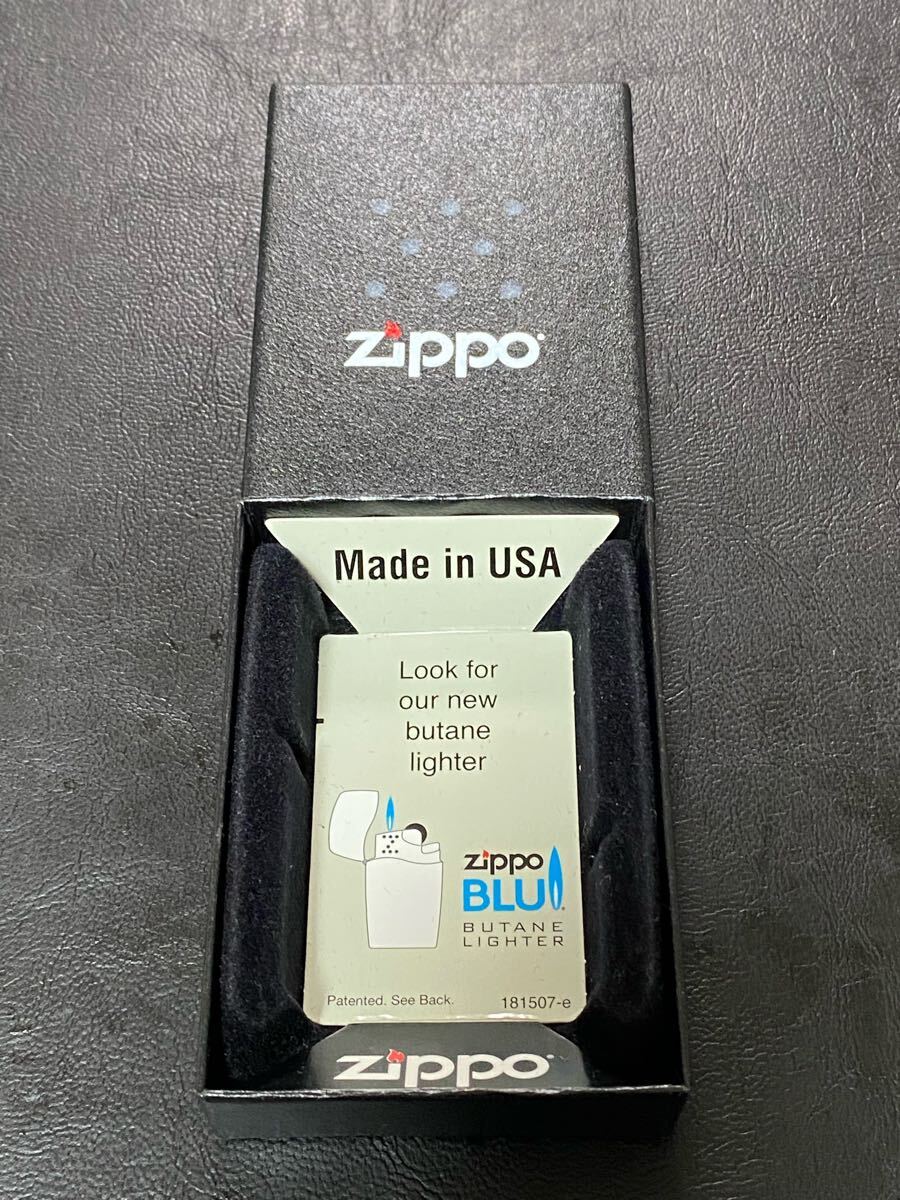 Zippo
Made in USA
Look for
our new
butane
lighter
Zippo
BLU
BUTANE
LIGHTER
Patented. See Back. 181507-e
Zippo